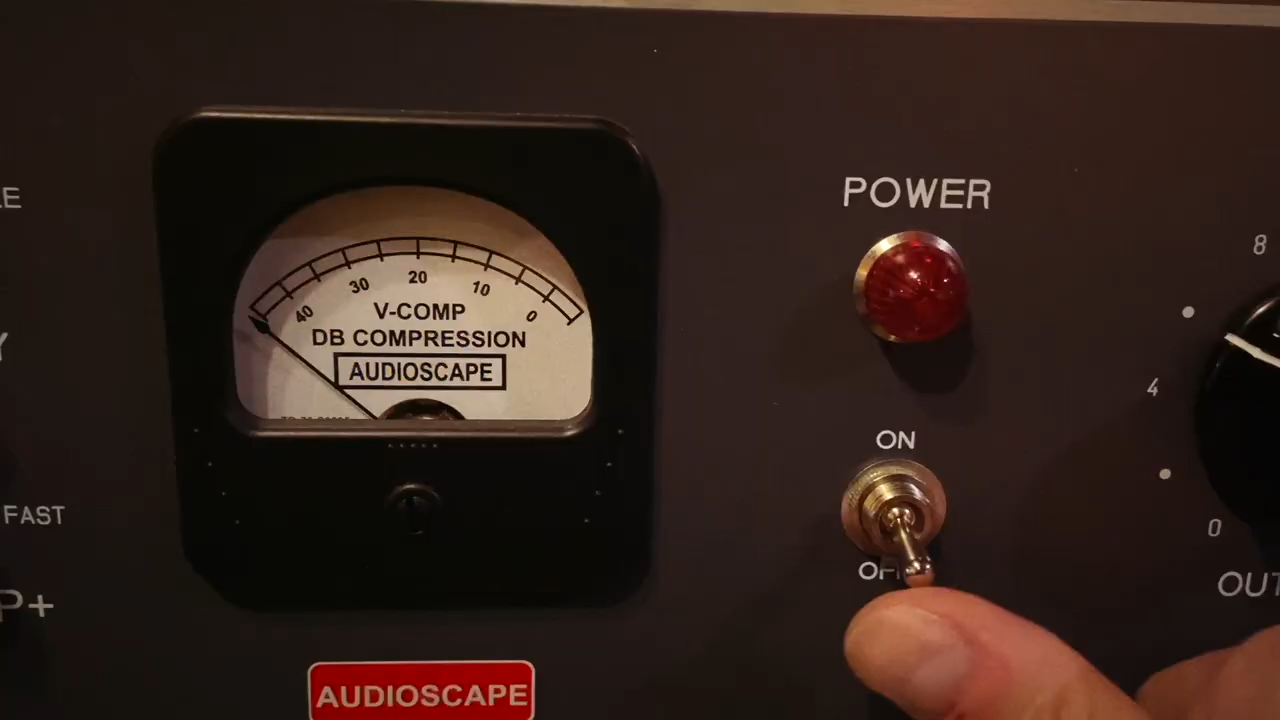 POWER
8
40 30 20 10 0
V-COMP
DB COMPRESSION
AUDIOSCAPE
4
ON
FAST
0
OFF
OUT
P+
AUDIOSCAPE